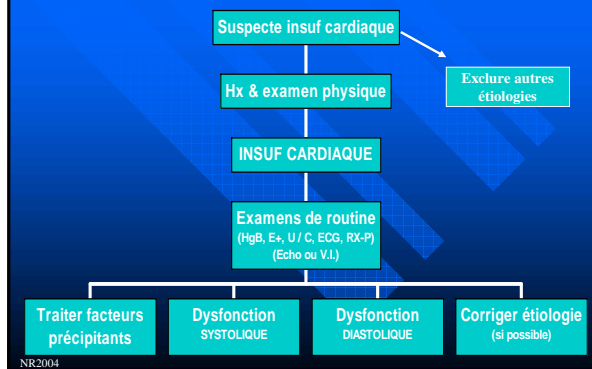 Suspecte insuf cardiaque
Exclure autres
étiologies
Hx & examen physique
INSUF CARDIAQUE
Examens de routine
(HgB, E+, U / C, ECG, RX-P)
(Echo ou V.I.)
Traiter facteurs
précipitants
Dysfonction
SYSTOLIQUE
Dysfonction
DIASTOLIQUE
Corriger étiologie
(si possible)
NR2004